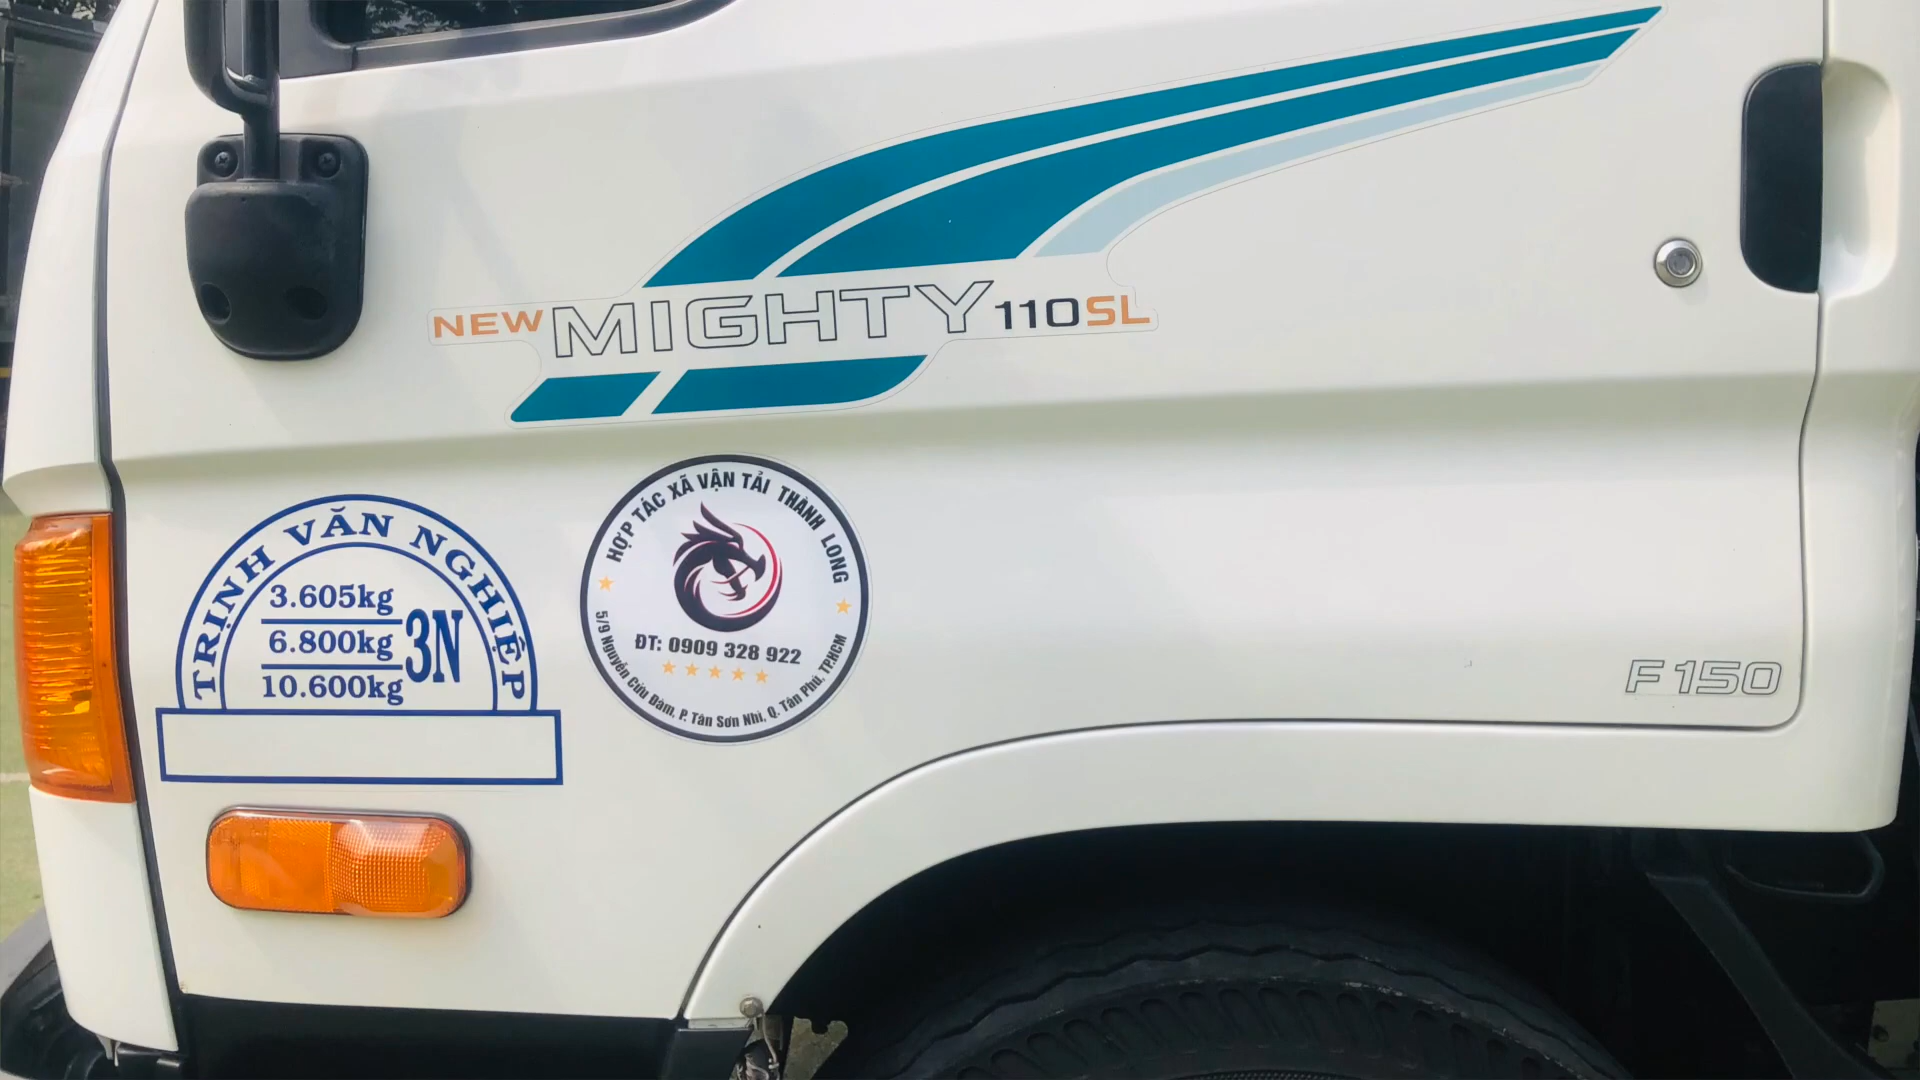 NEW MIGHTY 110SL
TRỊNH VĂN NGHIỆP
3.605kg
6.800kg
10.600kg
3N
HỢP TÁC XÃ VẬN TẢI THÀNH LONG
ĐT: 0909 328 922
5/9 Nguyễn Cửu Đàm, P. Tân Sơn Nhì, Q. Tân Phú, TP.HCM
F150